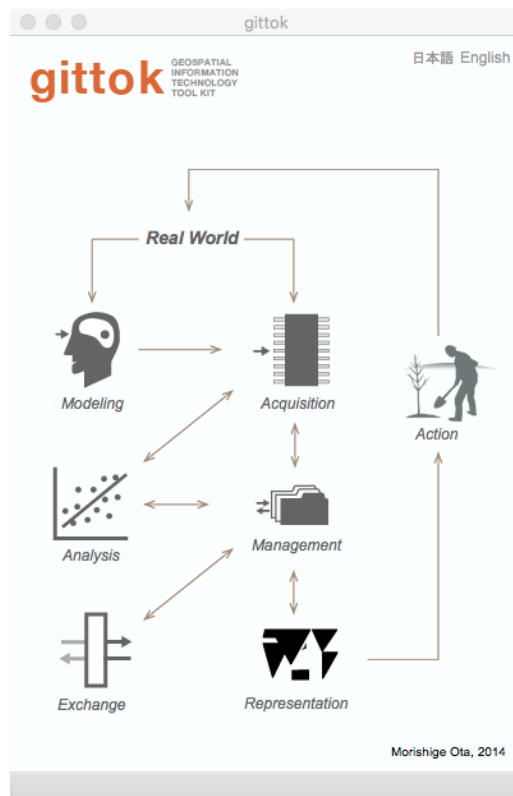 gittok
日本語 English
gittok
GEOSPATIAL
INFORMATION
TECHNOLOGY
TOOL KIT
Real World
Modeling
Acquisition
Action
Analysis
Management
Exchange
Representation
Morishige Ota, 2014